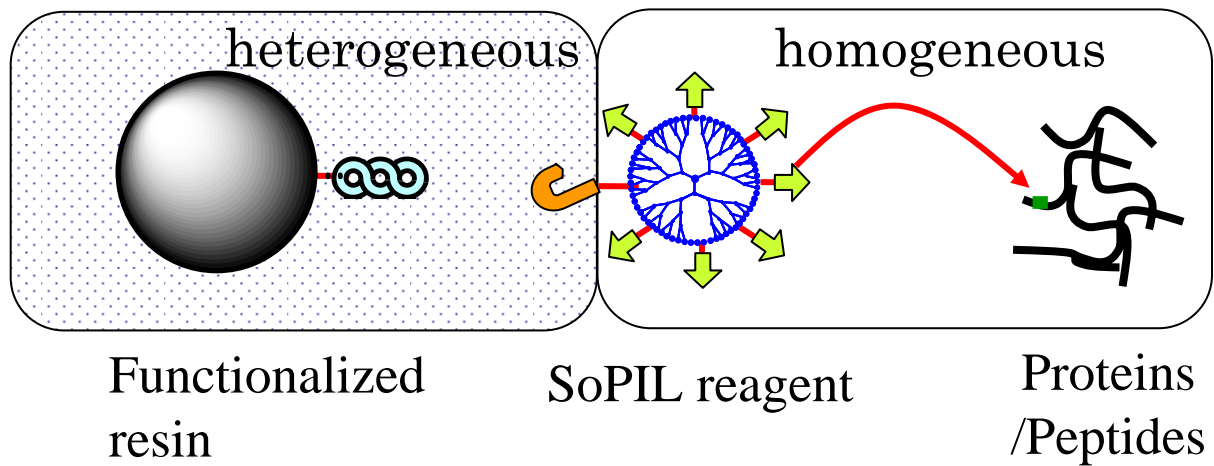 heterogeneous
homogeneous
Functionalized
resin
SoPIL reagent
Proteins
/Peptides